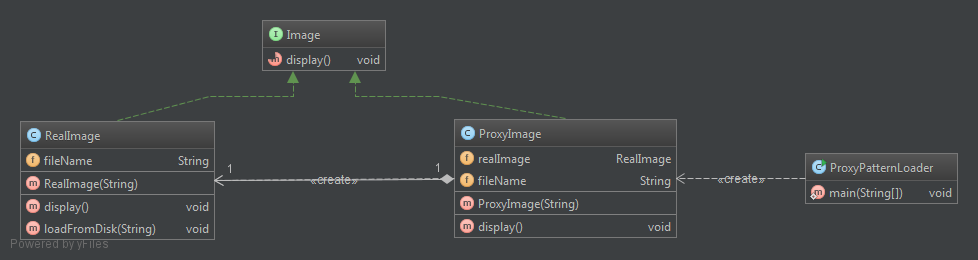 Image
display() void
RealImage
fileName String
RealImage(String)
display() void
loadFromDisk(String) void
1
«create»
1
ProxyImage
realImage RealImage
fileName String
ProxyImage(String)
display() void
«create»
ProxyPatternLoader
main(String[]) void
Powered by yFiles